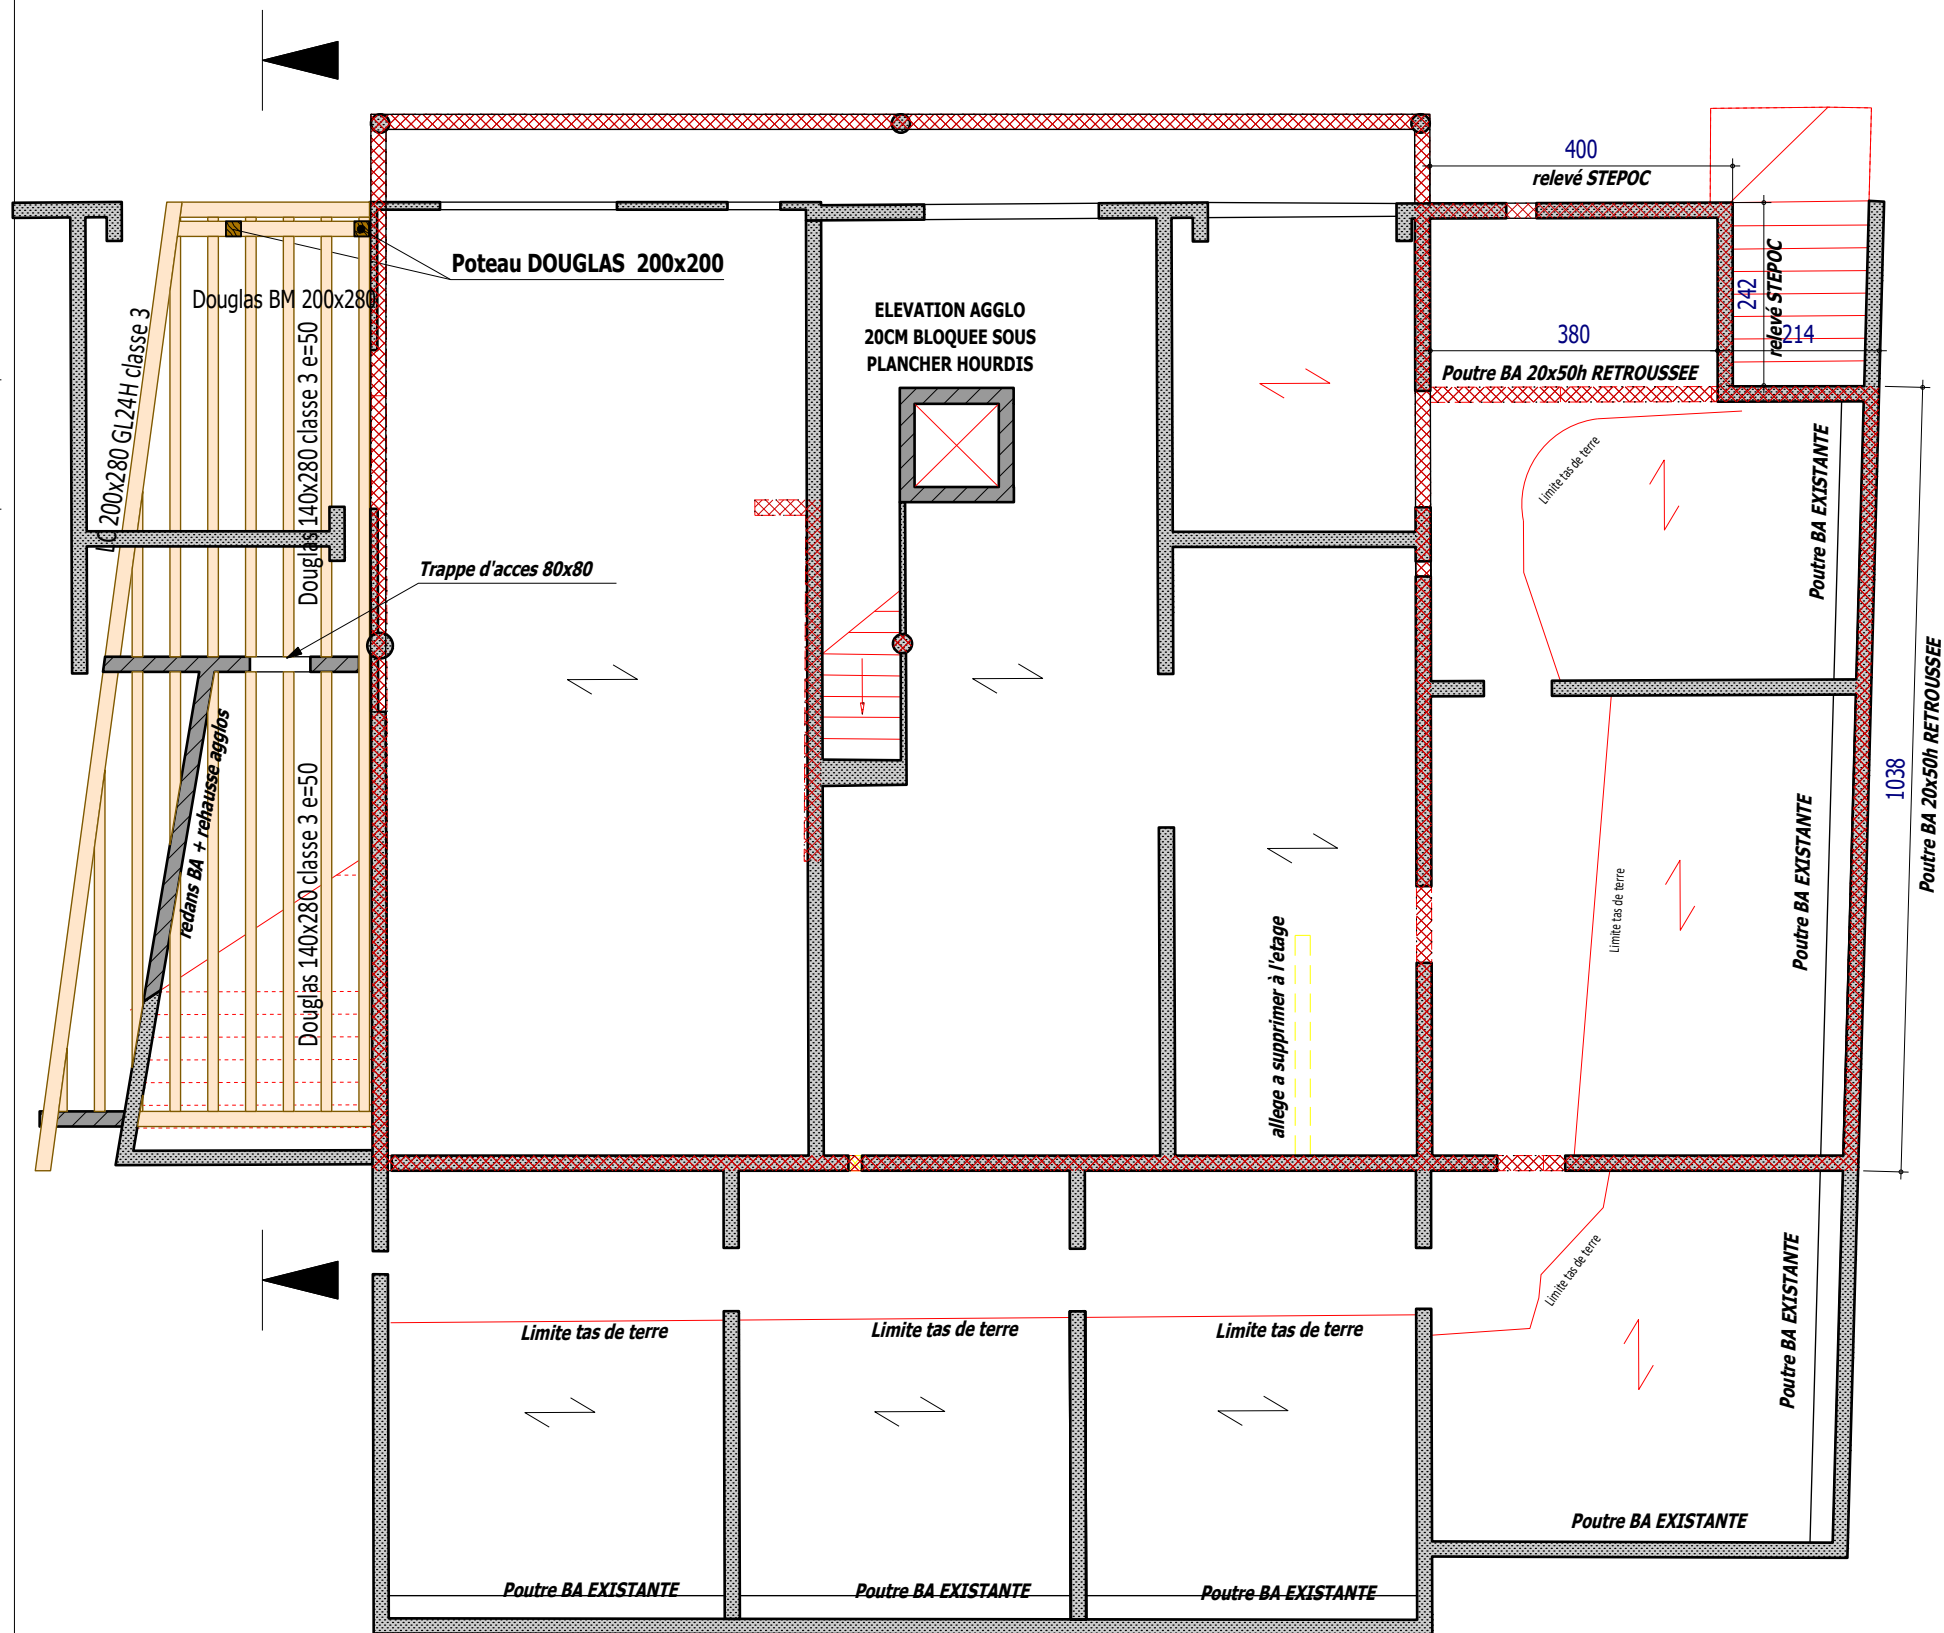 400
relevé STEPOC
Poteau DOUGLAS 200x200
Douglas BM 200x280
LC 200x280 GL24H classe 3
Douglas 140x280 classe 3 e=50
ELEVATION AGGLO
20CM BLOQUEE SOUS
PLANCHER HOURDIS
242
relevé STEPOC
380
214
Poutre BA 20x50h RETROUSSEE
Limite tas de terre
Poutre BA EXISTANTE
Trappe d'acces 80x80
redans BA + rehausse agglos
Douglas 140x280 classe 3 e=50
1038
Poutre BA 20x50h RETROUSSEE
Poutre BA EXISTANTE
Limite tas de terre
allege a supprimer à l'etage
Limite tas de terre
Poutre BA EXISTANTE
Limite tas de terre
Limite tas de terre
Limite tas de terre
Poutre BA EXISTANTE
Poutre BA EXISTANTE
Poutre BA EXISTANTE
Poutre BA EXISTANTE